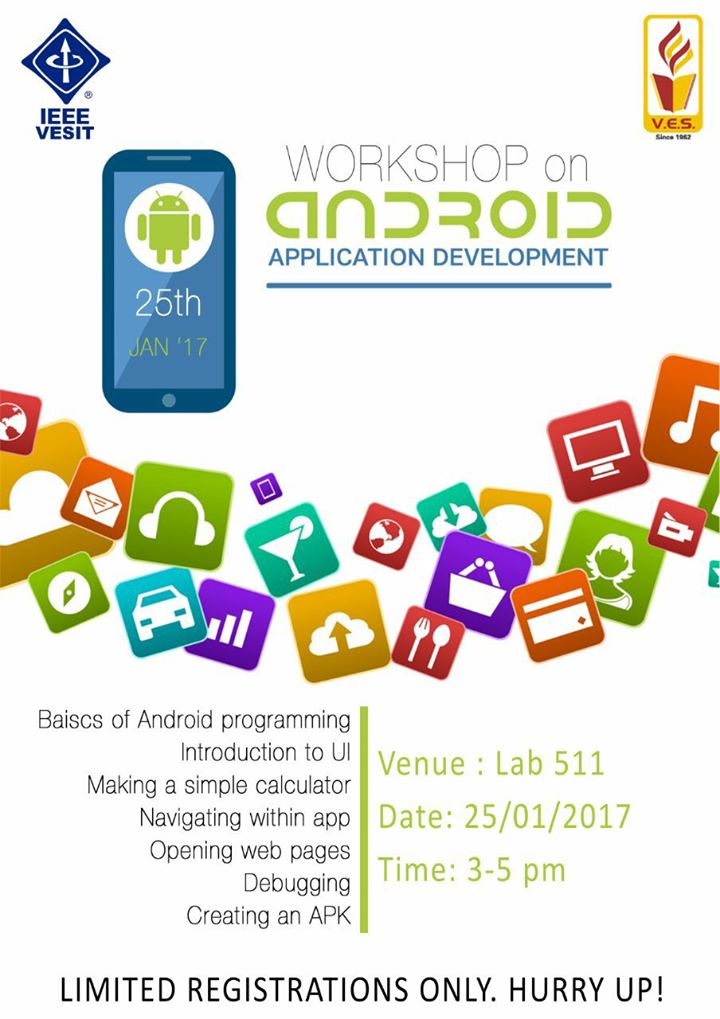 IEEE
VESIT
®
V.E.S.
Since 1962
WORKSHOP on
ANDROID
APPLICATION DEVELOPMENT
25th
JAN '17
Baiscs of Android programming
Introduction to UI
Making a simple calculator
Navigating within app
Opening web pages
Debugging
Creating an APK
Venue : Lab 511
Date: 25/01/2017
Time: 3-5 pm
LIMITED REGISTRATIONS ONLY. HURRY UP!